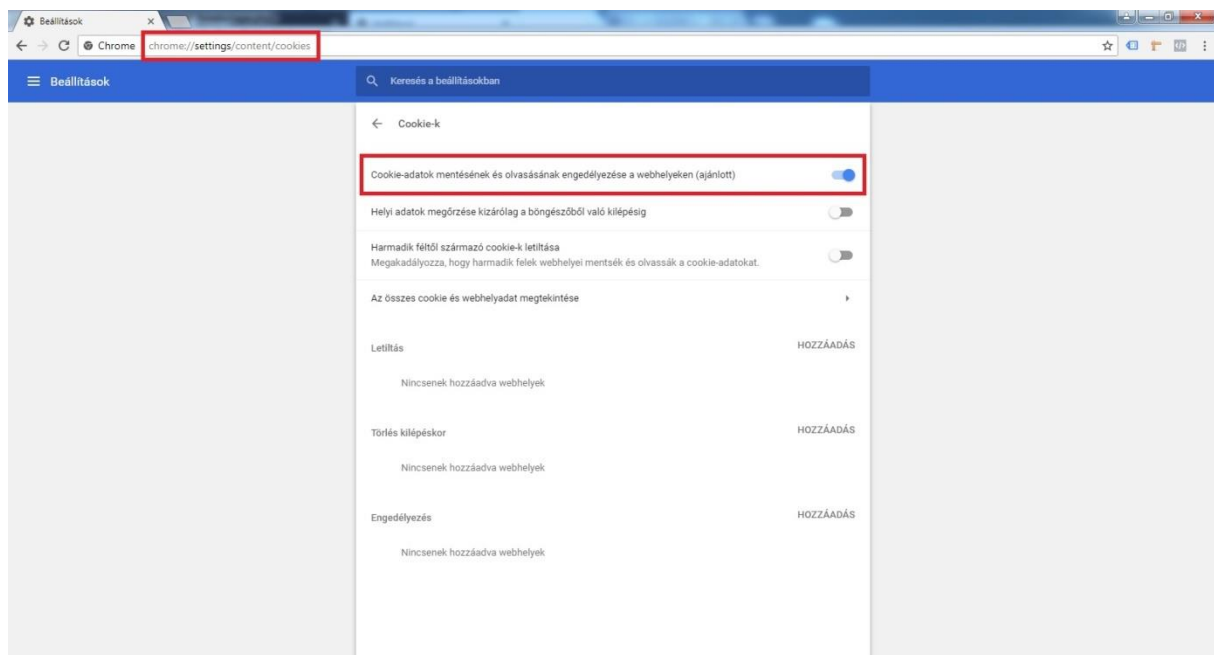 Beállítások
Chrome chrome://settings/content/cookies
Beállítások
Keresés a beállításokban
Cookie-k
Cookie-adatok mentésének és olvasásának engedélyezése a webhelyeken (ajánlott)
Helyi adatok megőrzése kizárólag a böngészőből való kilépésig
Harmadik féltől származó cookie-k letiltása
Megakadályozza, hogy harmadik felek webhelyei mentsék és olvassák a cookie-adatokat.
Az összes cookie és webhelyadat megtekintése
Letiltás HOZZÁADÁS
Nincsenek hozzáadva webhelyek
Törlés kilépéskor HOZZÁADÁS
Nincsenek hozzáadva webhelyek
Engedélyezés HOZZÁADÁS
Nincsenek hozzáadva webhelyek